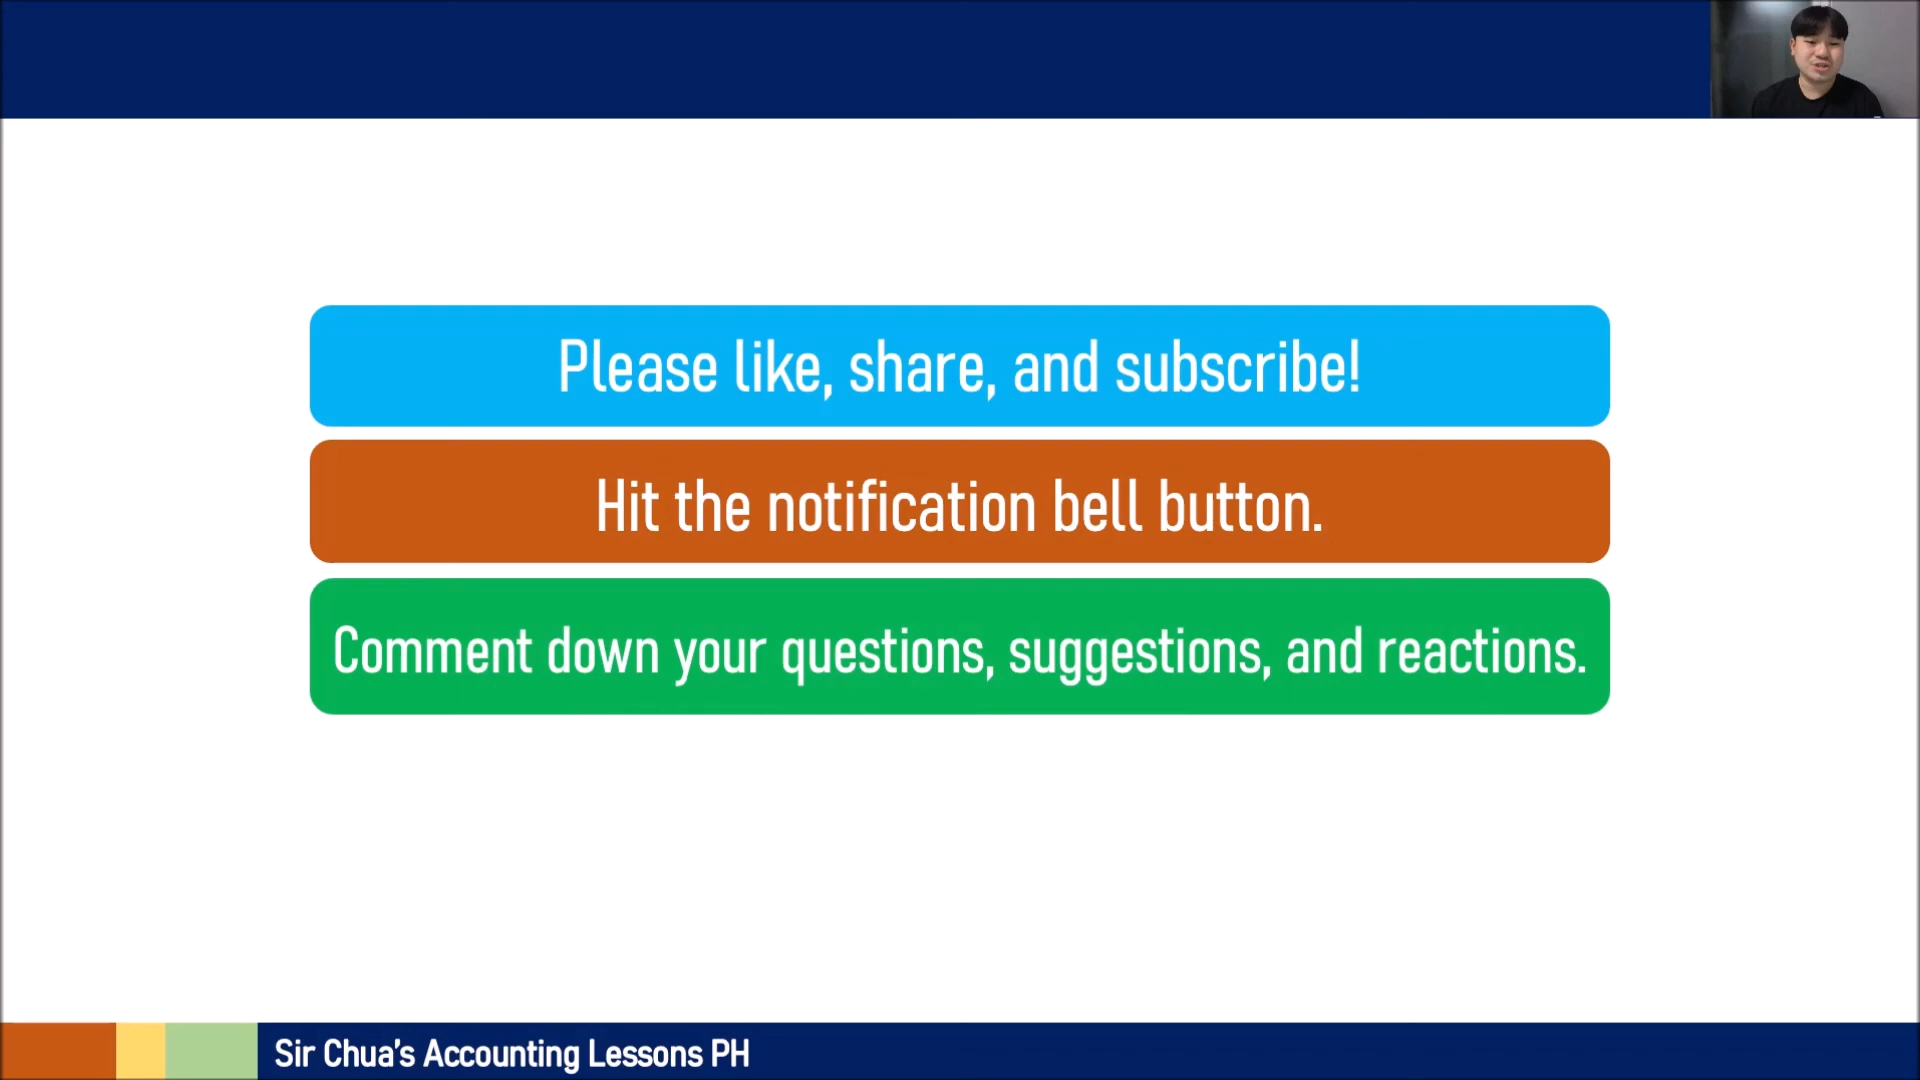 Please like, share, and subscribe!
Hit the notification bell button.
Comment down your questions, suggestions, and reactions.
Sir Chua's Accounting Lessons PH